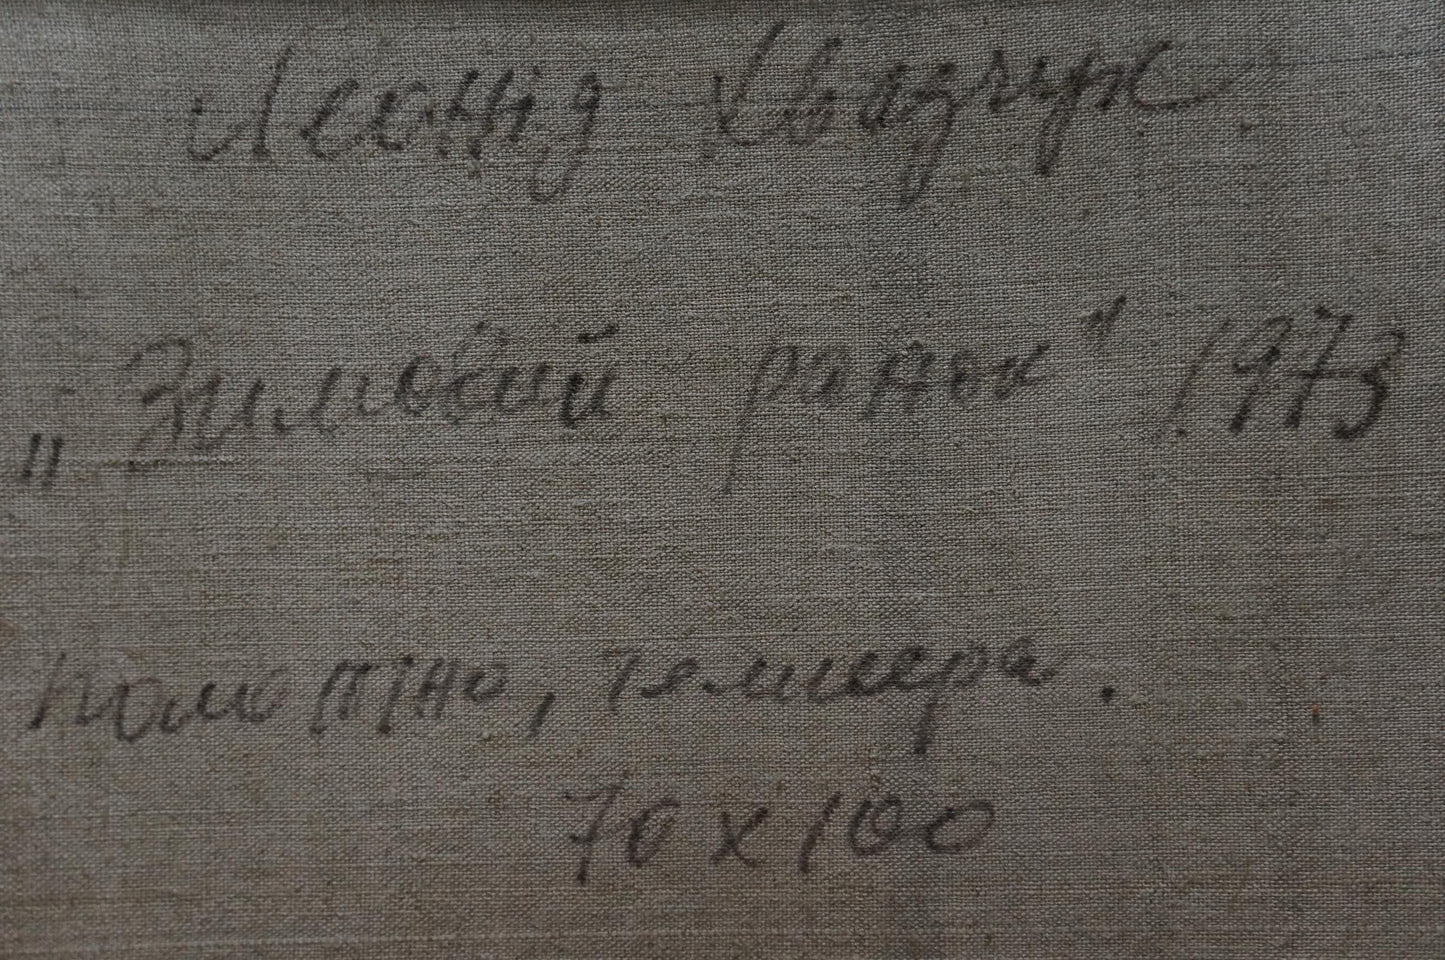 Леонід
„Зимовий ранок" 1973
полотно, темпера.
70 x 100